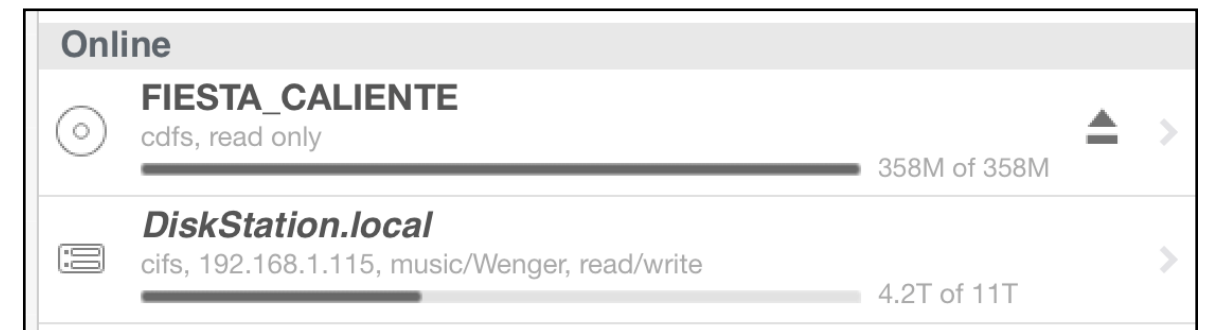 Online
FIESTA_CALIENTE
cdfs, read only
358M of 358M
DiskStation.local
cifs, 192.168.1.115, music/Wenger, read/write
4.2T of 11T